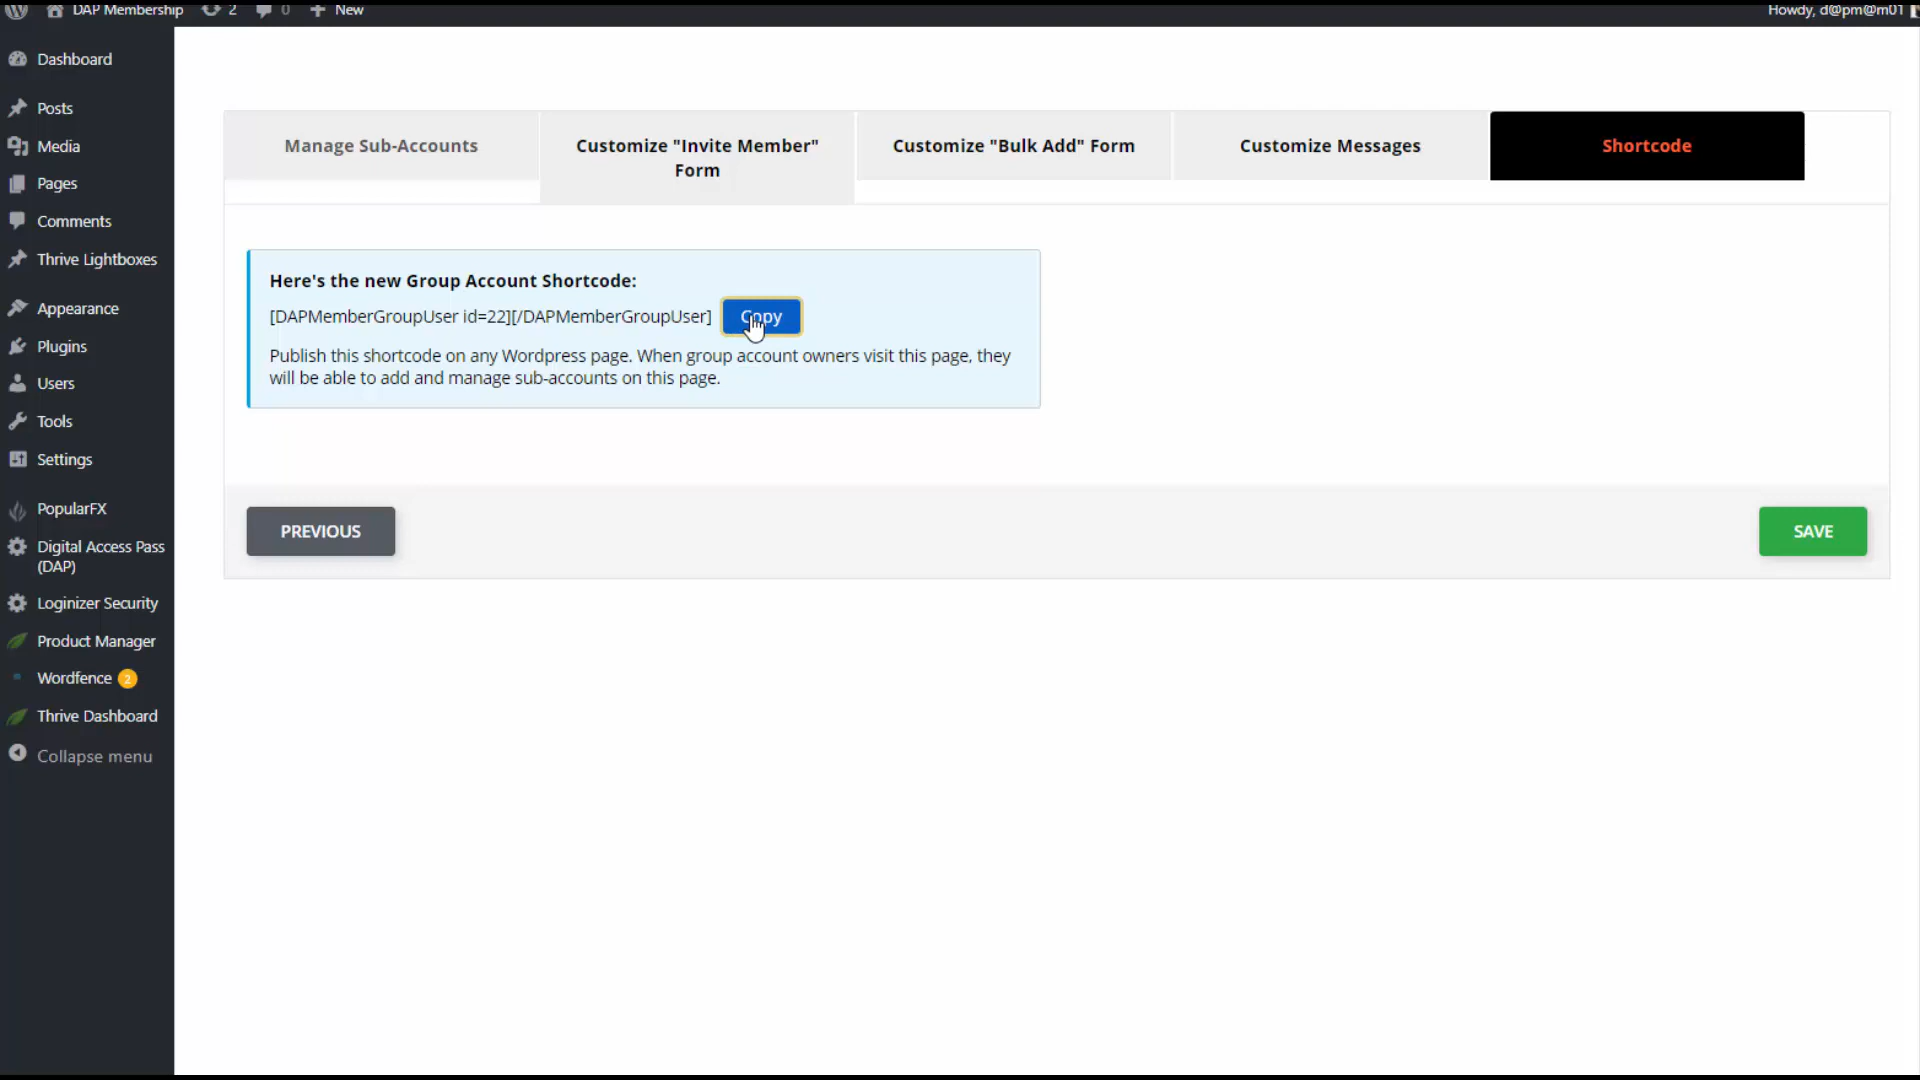 DAP Membership 2 0 New
Howdy, d@pm@m01
Dashboard
Posts
Media
Pages
Comments
Thrive Lightboxes
Appearance
Plugins
Users
Tools
Settings
PopularFX
Digital Access Pass
(DAP)
Loginizer Security
Product Manager
Wordfence 2
Thrive Dashboard
Collapse menu
Manage Sub-Accounts
Customize "Invite Member"
Form
Customize "Bulk Add" Form
Customize Messages
Shortcode
Here's the new Group Account Shortcode:
[DAPMemberGroupUser id=22][/DAPMemberGroupUser] Copy
Publish this shortcode on any Wordpress page. When group account owners visit this page, they
will be able to add and manage sub-accounts on this page.
PREVIOUS
SAVE